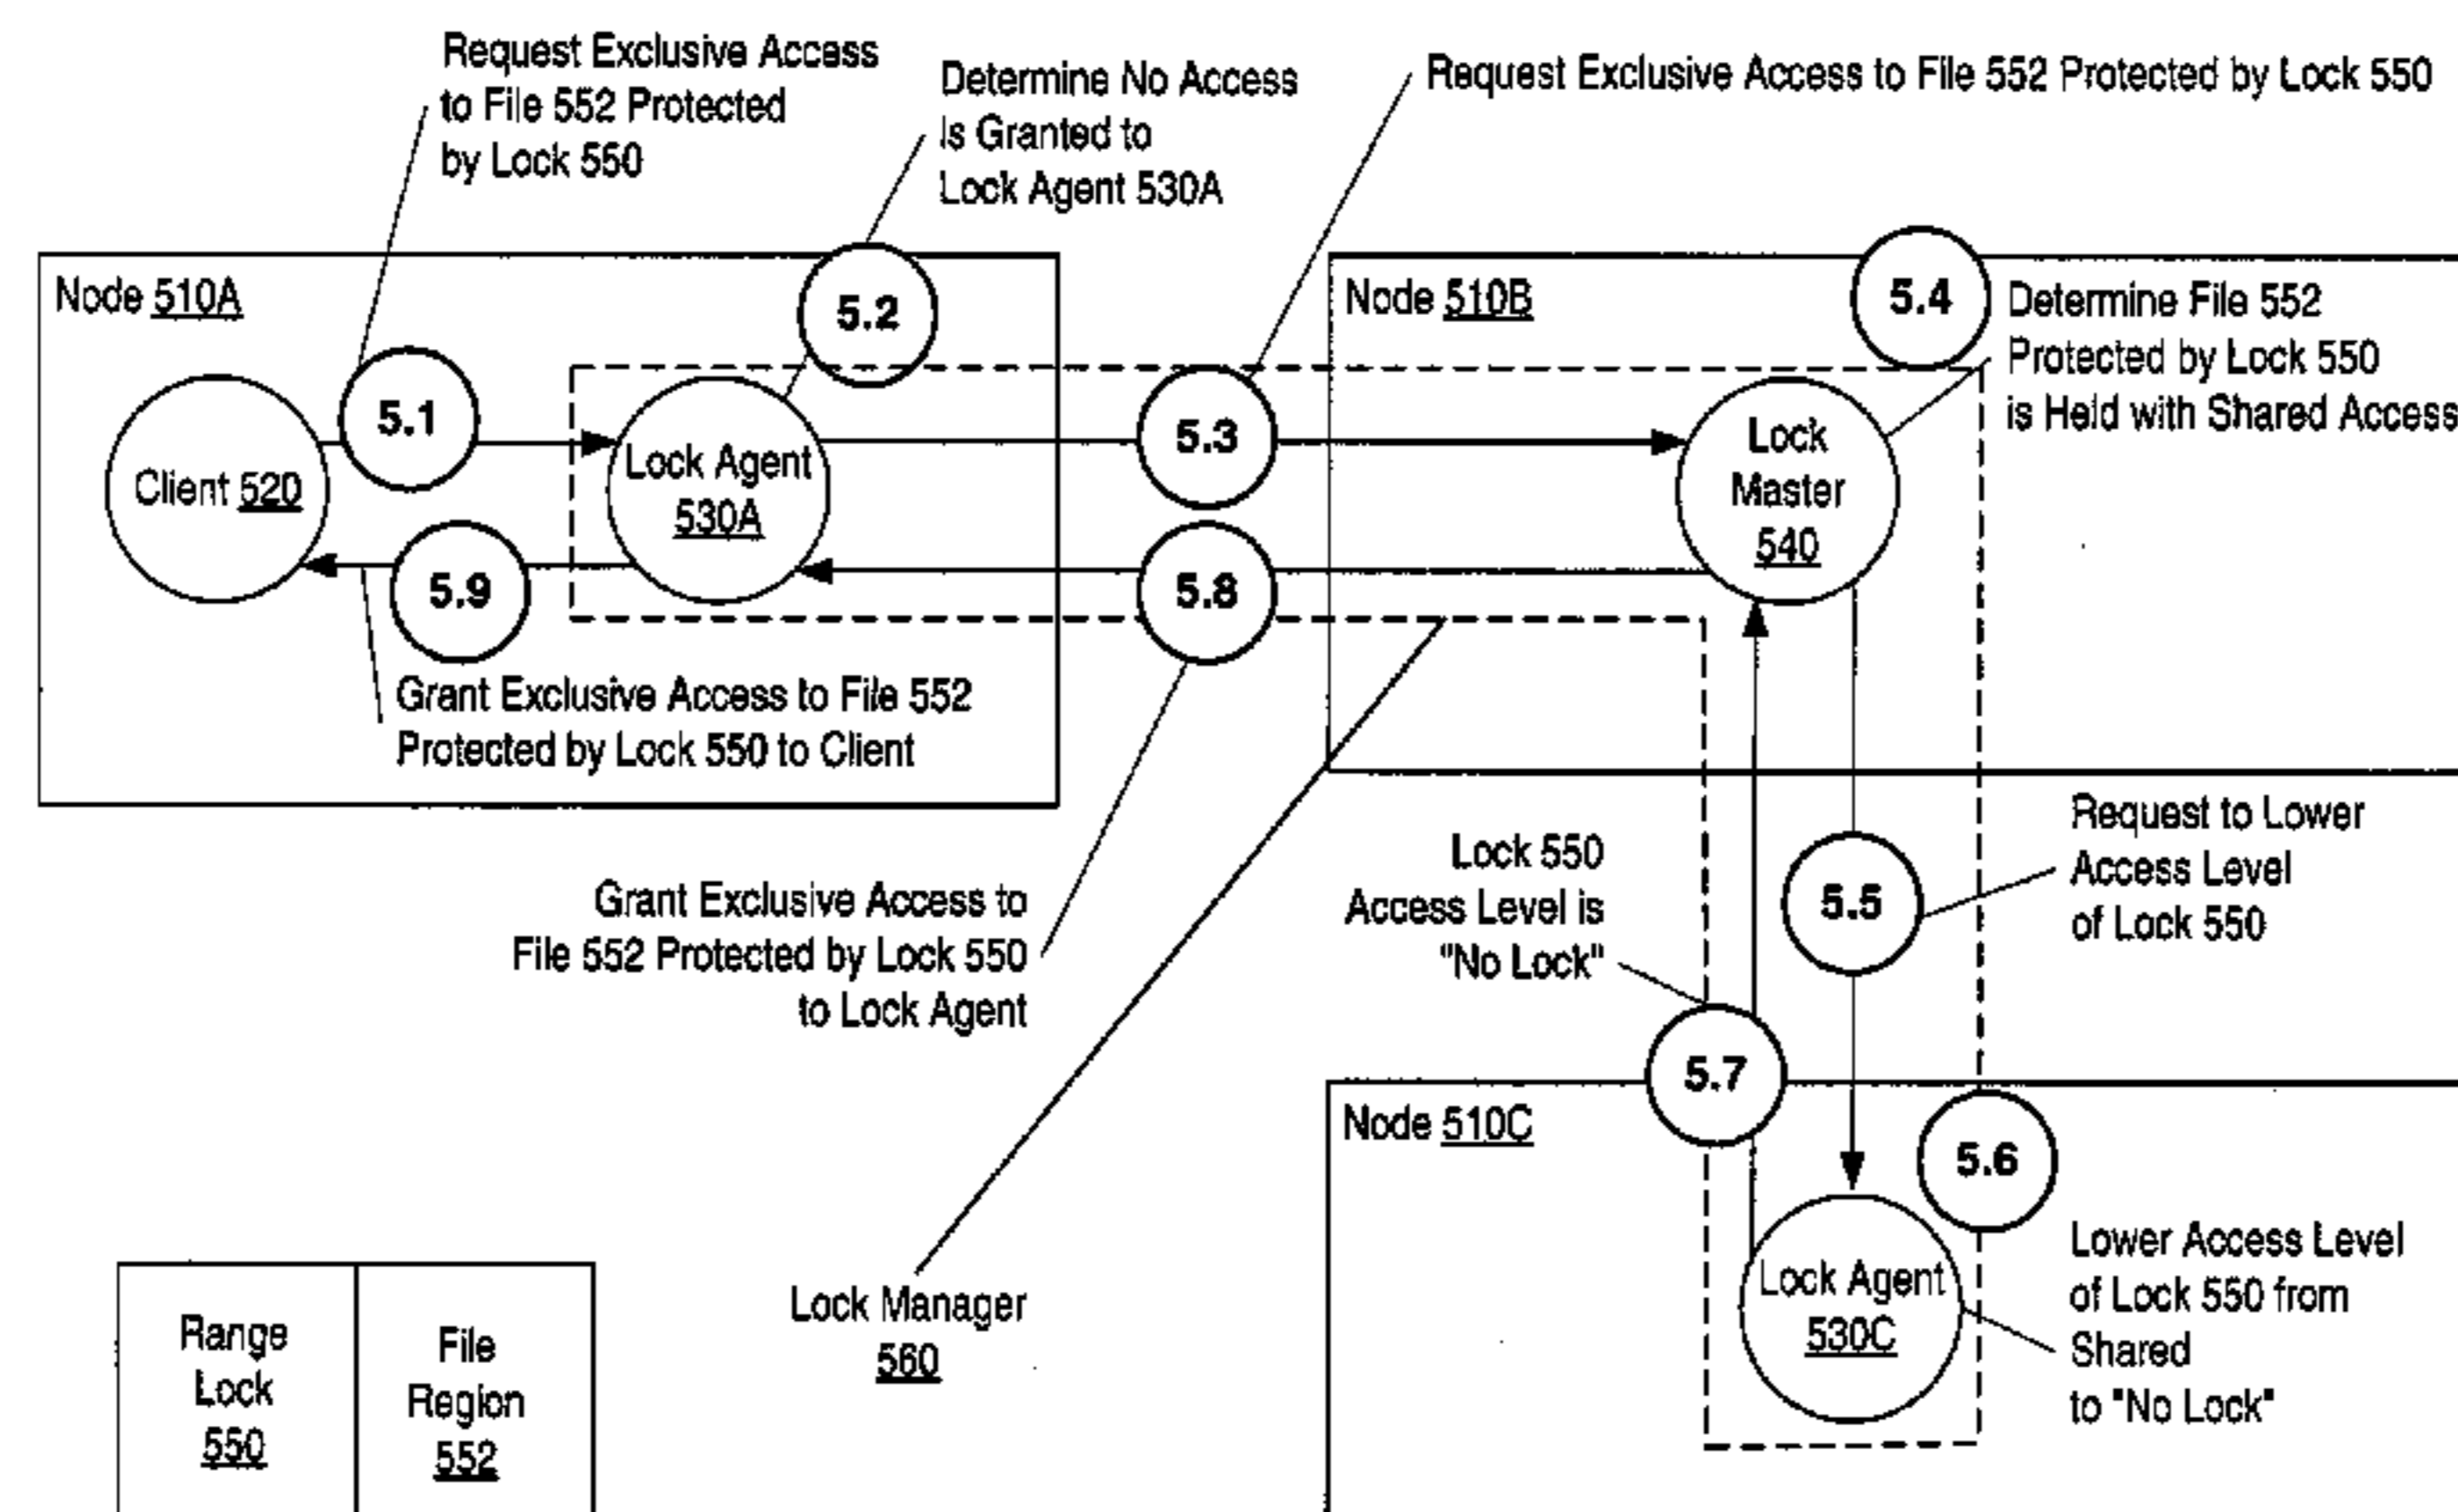 Request Exclusive Access
to File 552 Protected
by Lock 550
Determine No Access
Is Granted to
Lock Agent 530A
Request Exclusive Access to File 552 Protected by Lock 550
Node 510A
5.2
Node 510B
5.4
Determine File 552
Protected by Lock 550
is Held with Shared Access
5.1
5.3
Client 520
Lock Agent
530A
Lock
Master
540
5.9
5.8
Grant Exclusive Access to File 552
Protected by Lock 550 to Client
Grant Exclusive Access to
File 552 Protected by Lock 550
to Lock Agent
Lock 550
Access Level is
"No Lock"
5.5
Request to Lower
Access Level
of Lock 550
5.7
Node 510C
5.6
Lock Agent
530C
Lower Access Level
of Lock 550 from
Shared
to "No Lock"
Lock Manager
560
Range
Lock
550
File
Region
552